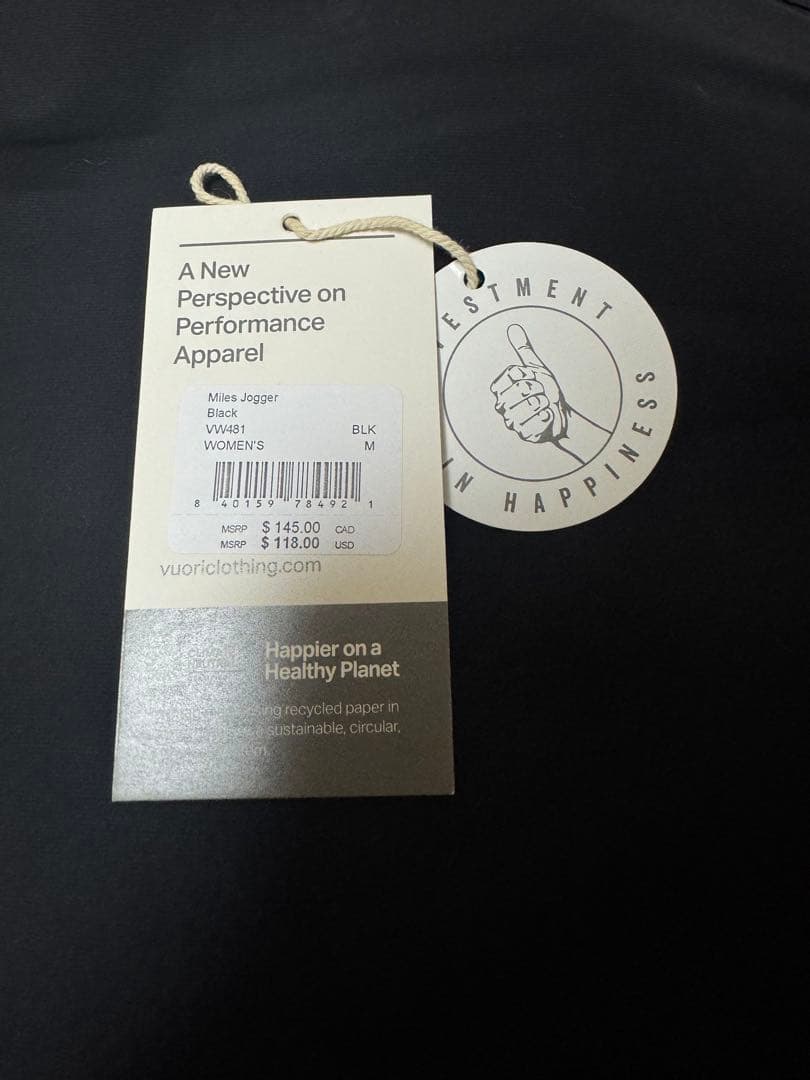 A New
Perspective on
Performance
Apparel
Miles Jogger
Black
VW481 BLK
WOMEN'S M
8 40159 78492 1
MSRP $ 145.00 CAD
MSRP $ 118.00 USD
vuoriclothing.com
Happier on a
Healthy Planet
recycled paper in
sustainable, circular,
IN HAPPINESS